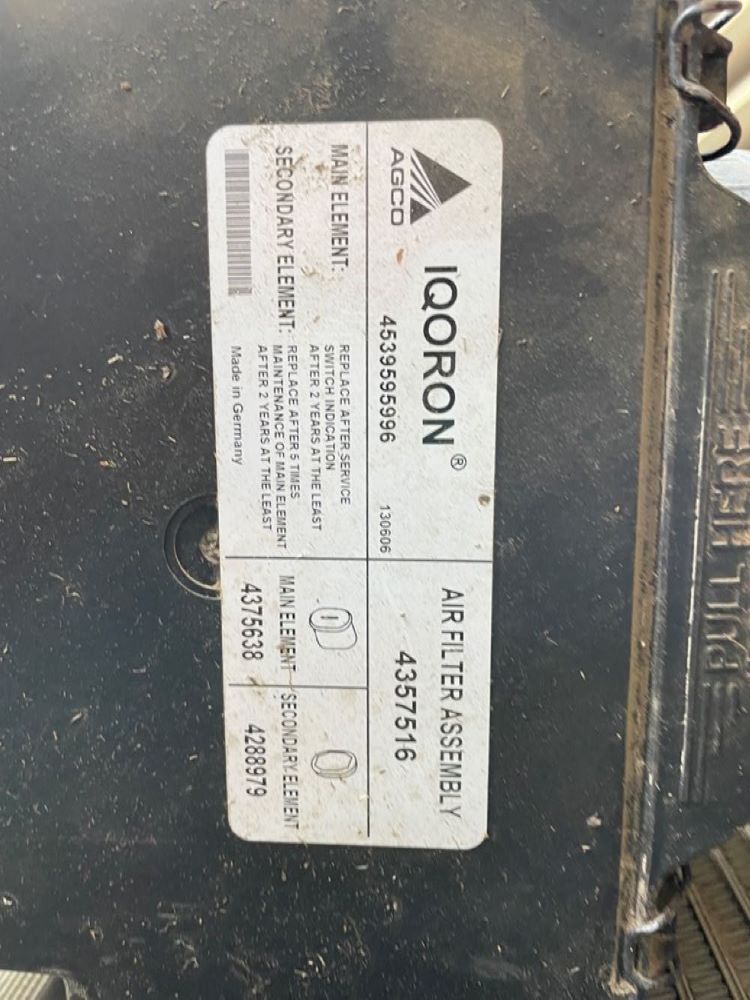 AGCO
IQORON®
4539595996 130606
AIR FILTER ASSEMBLY
4357516
MAIN ELEMENT:
REPLACE AFTER SERVICE
SWITCH INDICATION
AFTER 2 YEARS AT THE LEAST
SECONDARY ELEMENT:
REPLACE AFTER 5 TIMES
MAINTENANCE OF MAIN ELEMENT
AFTER 2 YEARS AT THE LEAST
Made in Germany
MAIN ELEMENT
4375638
SECONDARY ELEMENT
4288979
PULL HERE